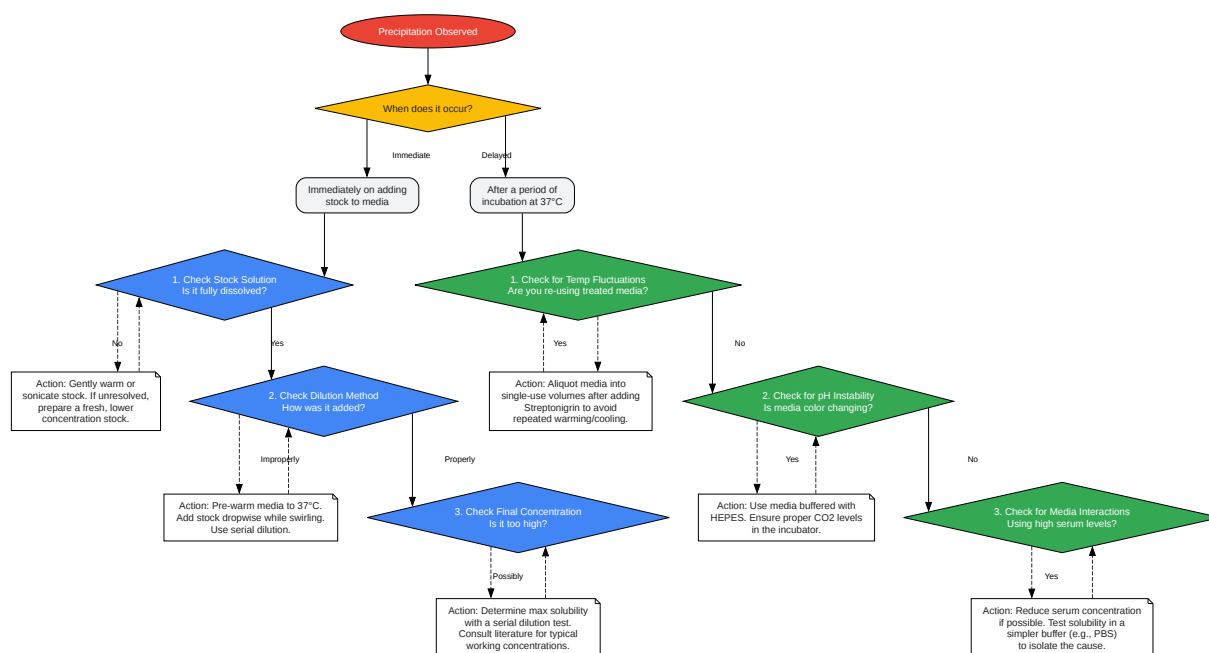 Precipitation Observed
When does it occur?
Immediate
Delayed
Immediately on adding
stock to media
After a period of
incubation at 37°C
1. Check Stock Solution
Is it fully dissolved?
1. Check for Temp Fluctuations
Are you re-using treated media?
No
Yes
Yes
No
Action: Gently warm or
sonicate stock. If unresolved,
prepare a fresh, lower
concentration stock.
2. Check Dilution Method
How was it added?
Action: Aliquot media into
single-use volumes after adding
Streptonigrin to avoid
repeated warming/cooling.
2. Check for pH Instability
Is media color changing?
Improperly
Properly
Yes
No
Action: Pre-warm media to 37°C.
Add stock dropwise while swirling.
Use serial dilution.
3. Check Final Concentration
Is it too high?
Action: Use media buffered with
HEPES. Ensure proper CO2 levels
in the incubator.
3. Check for Media Interactions
Using high serum levels?
Possibly
Yes
Action: Determine max solubility
with a serial dilution test.
Consult literature for typical
working concentrations.
Action: Reduce serum concentration
if possible. Test solubility in a
simpler buffer (e.g., PBS)
to isolate the cause.